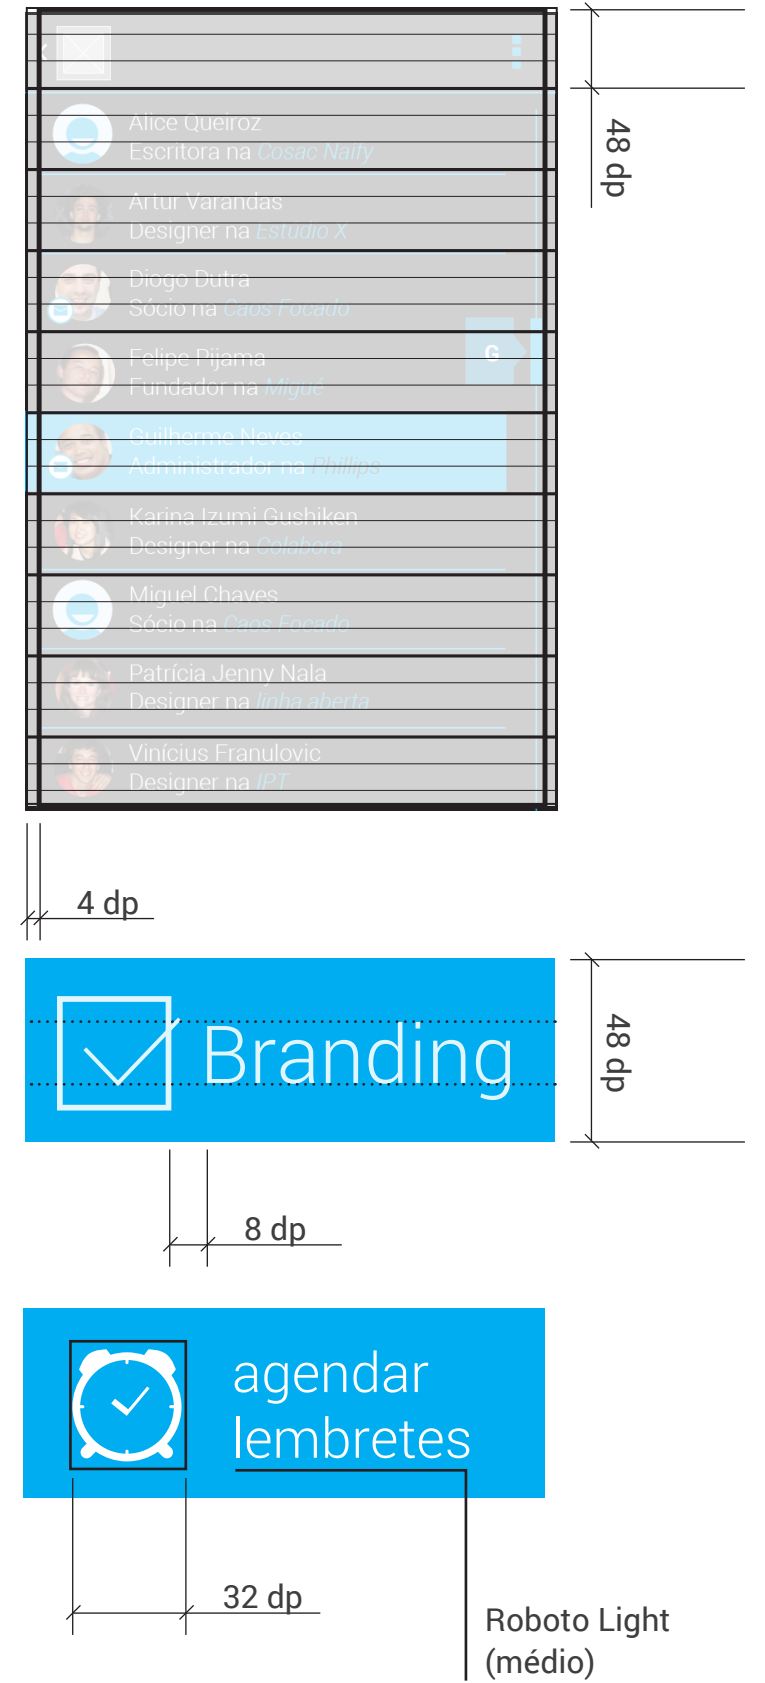 48 dp
Alice Queiroz
Escritora na Cosac Naify
Artur Varandas
Designer na Estúdio X
Diogo Dutra
Sócio na Caos Focado
Felipe Pijama
Fundador na Migué
G
Guilherme Neves
Administrador na Phillips
Karina Izumi Gushiken
Designer na Colabora
Miguel Chaves
Sócio na Caos Focado
Patrícia Jenny Nala
Designer na linha aberta
Vinícius Franulovic
Designer na IPT
4 dp
Branding
48 dp
8 dp
agendar
lembretes
32 dp
Roboto Light
(médio)